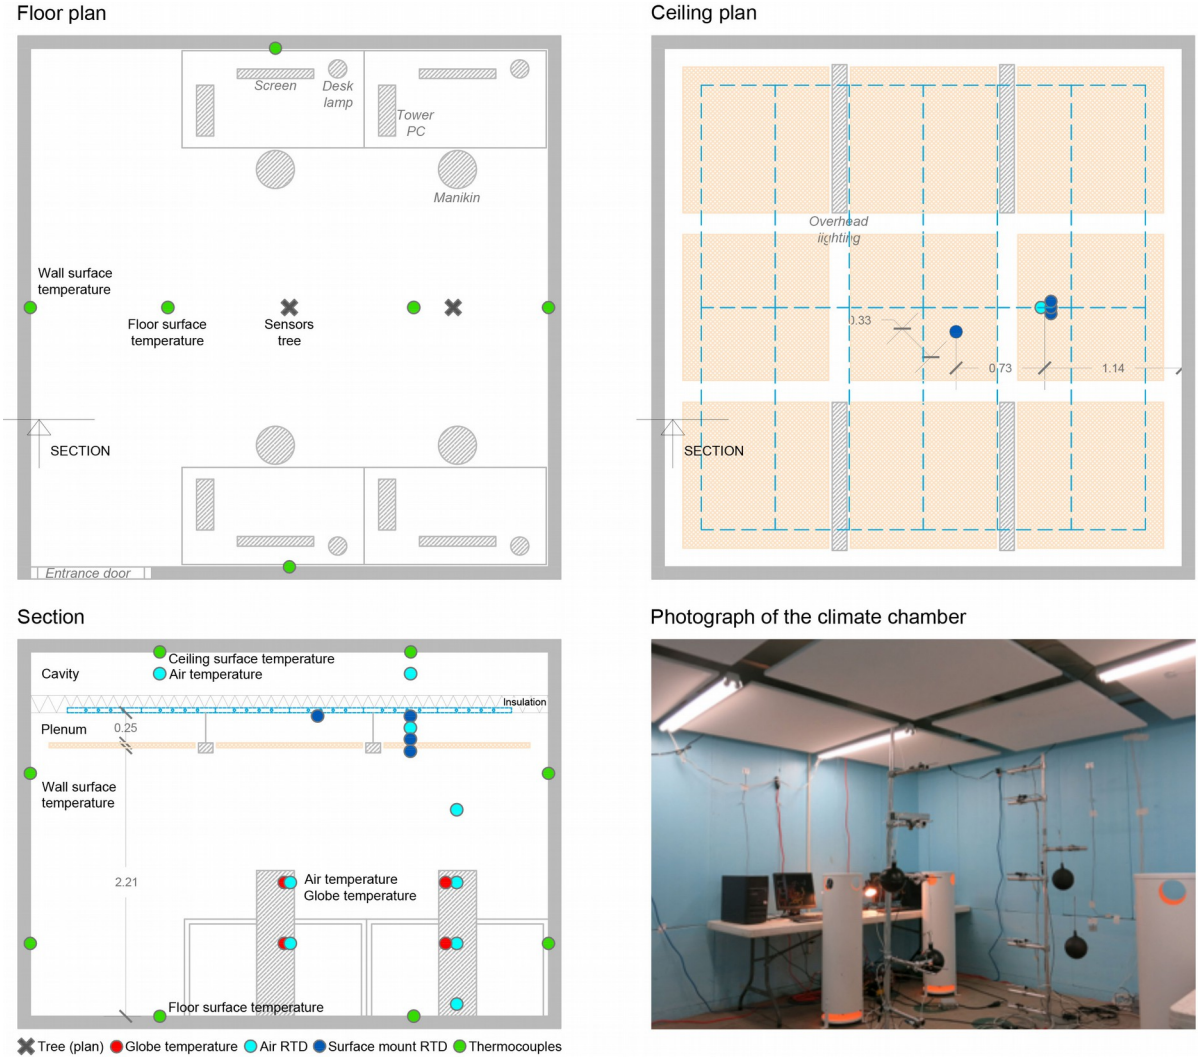 Floor plan
Ceiling plan
Screen
Desk
lamp
Tower
PC
Manikin
Wall surface
temperature
Floor surface
temperature
Sensors
tree
SECTION
Entrance door
Overhead
lighting
0.33
0.73
1.14
SECTION
Section
Photograph of the climate chamber
Cavity
Ceiling surface temperature
Air temperature
Insulation
Plenum
0.25
Wall surface
temperature
2.21
Air temperature
Globe temperature
Floor surface temperature
Tree (plan) Globe temperature Air RTD Surface mount RTD Thermocouples